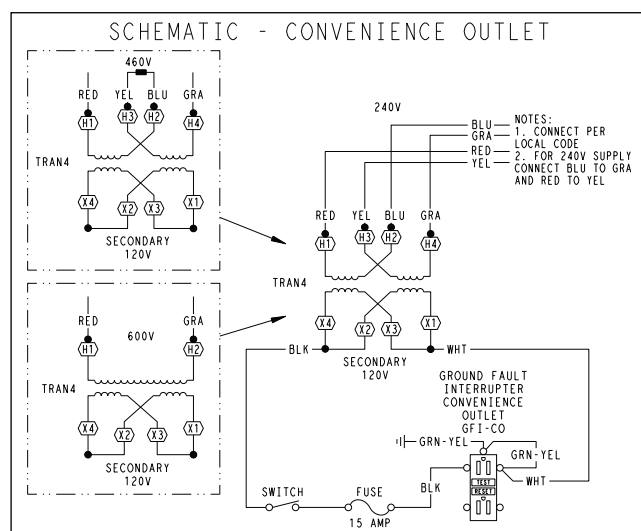 SCHEMATIC - CONVENIENCE OUTLET
460V
RED YEL BLU GRA
H1 H3 H2 H4
TRAN4
X4 X2 X3 X1
SECONDARY
120V
600V
RED GRA
H1 H2
TRAN4
X4 X2 X3 X1
SECONDARY
120V
240V
BLU
GRA
RED
YEL
NOTES:
1. CONNECT PER
LOCAL CODE
2. FOR 240V SUPPLY
CONNECT BLU TO GRA
AND RED TO YEL
RED YEL BLU GRA
H1 H3 H2 H4
TRAN4
X4 X2 X3 X1
BLK WHT
SECONDARY
120V
GROUND FAULT
INTERRUPTER
CONVENIENCE
OUTLET
GFI-CO
GRN-YEL
GRN-YEL
BLK
TEST
RESET
WHT
SWITCH
FUSE
15 AMP